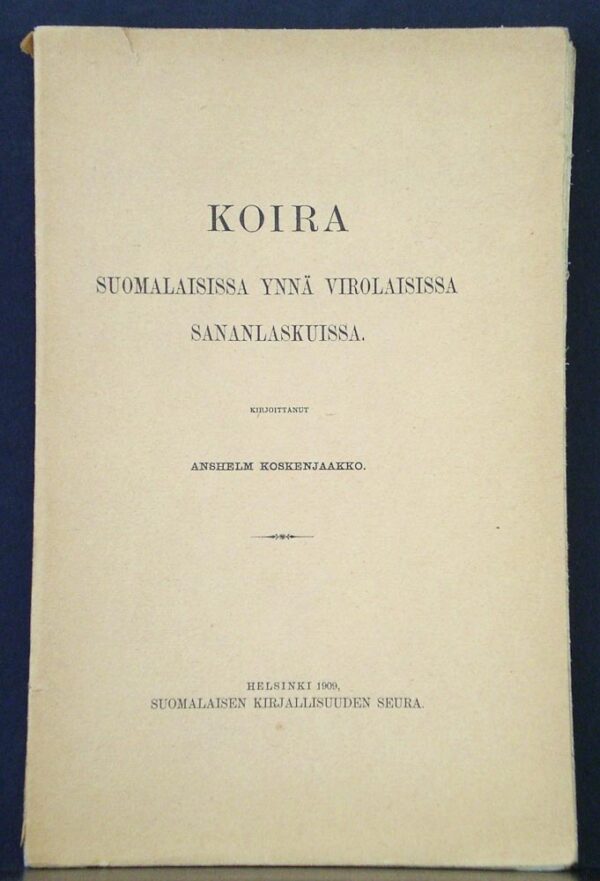 KOIRA
SUOMALAISISSA YNNÄ VIROLAISISSA
SANANLASKUISSA.
KIRJOITTANUT
ANSHELM KOSKENJAAKKO.
HELSINKI 1909,
SUOMALAISEN KIRJALLISUUDEN SEURA.